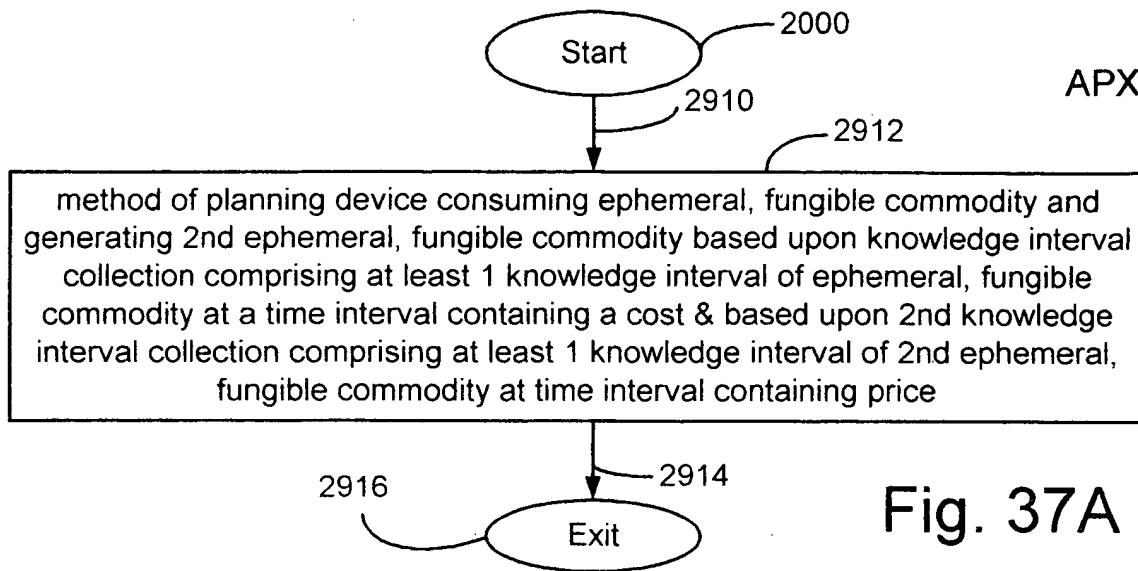 2000
Start
APX
2910
2912
method of planning device consuming ephemeral, fungible commodity and
generating 2nd ephemeral, fungible commodity based upon knowledge interval
collection comprising at least 1 knowledge interval of ephemeral, fungible
commodity at a time interval containing a cost & based upon 2nd knowledge
interval collection comprising at least 1 knowledge interval of 2nd ephemeral,
fungible commodity at time interval containing price
2914
2916
Exit
Fig. 37A